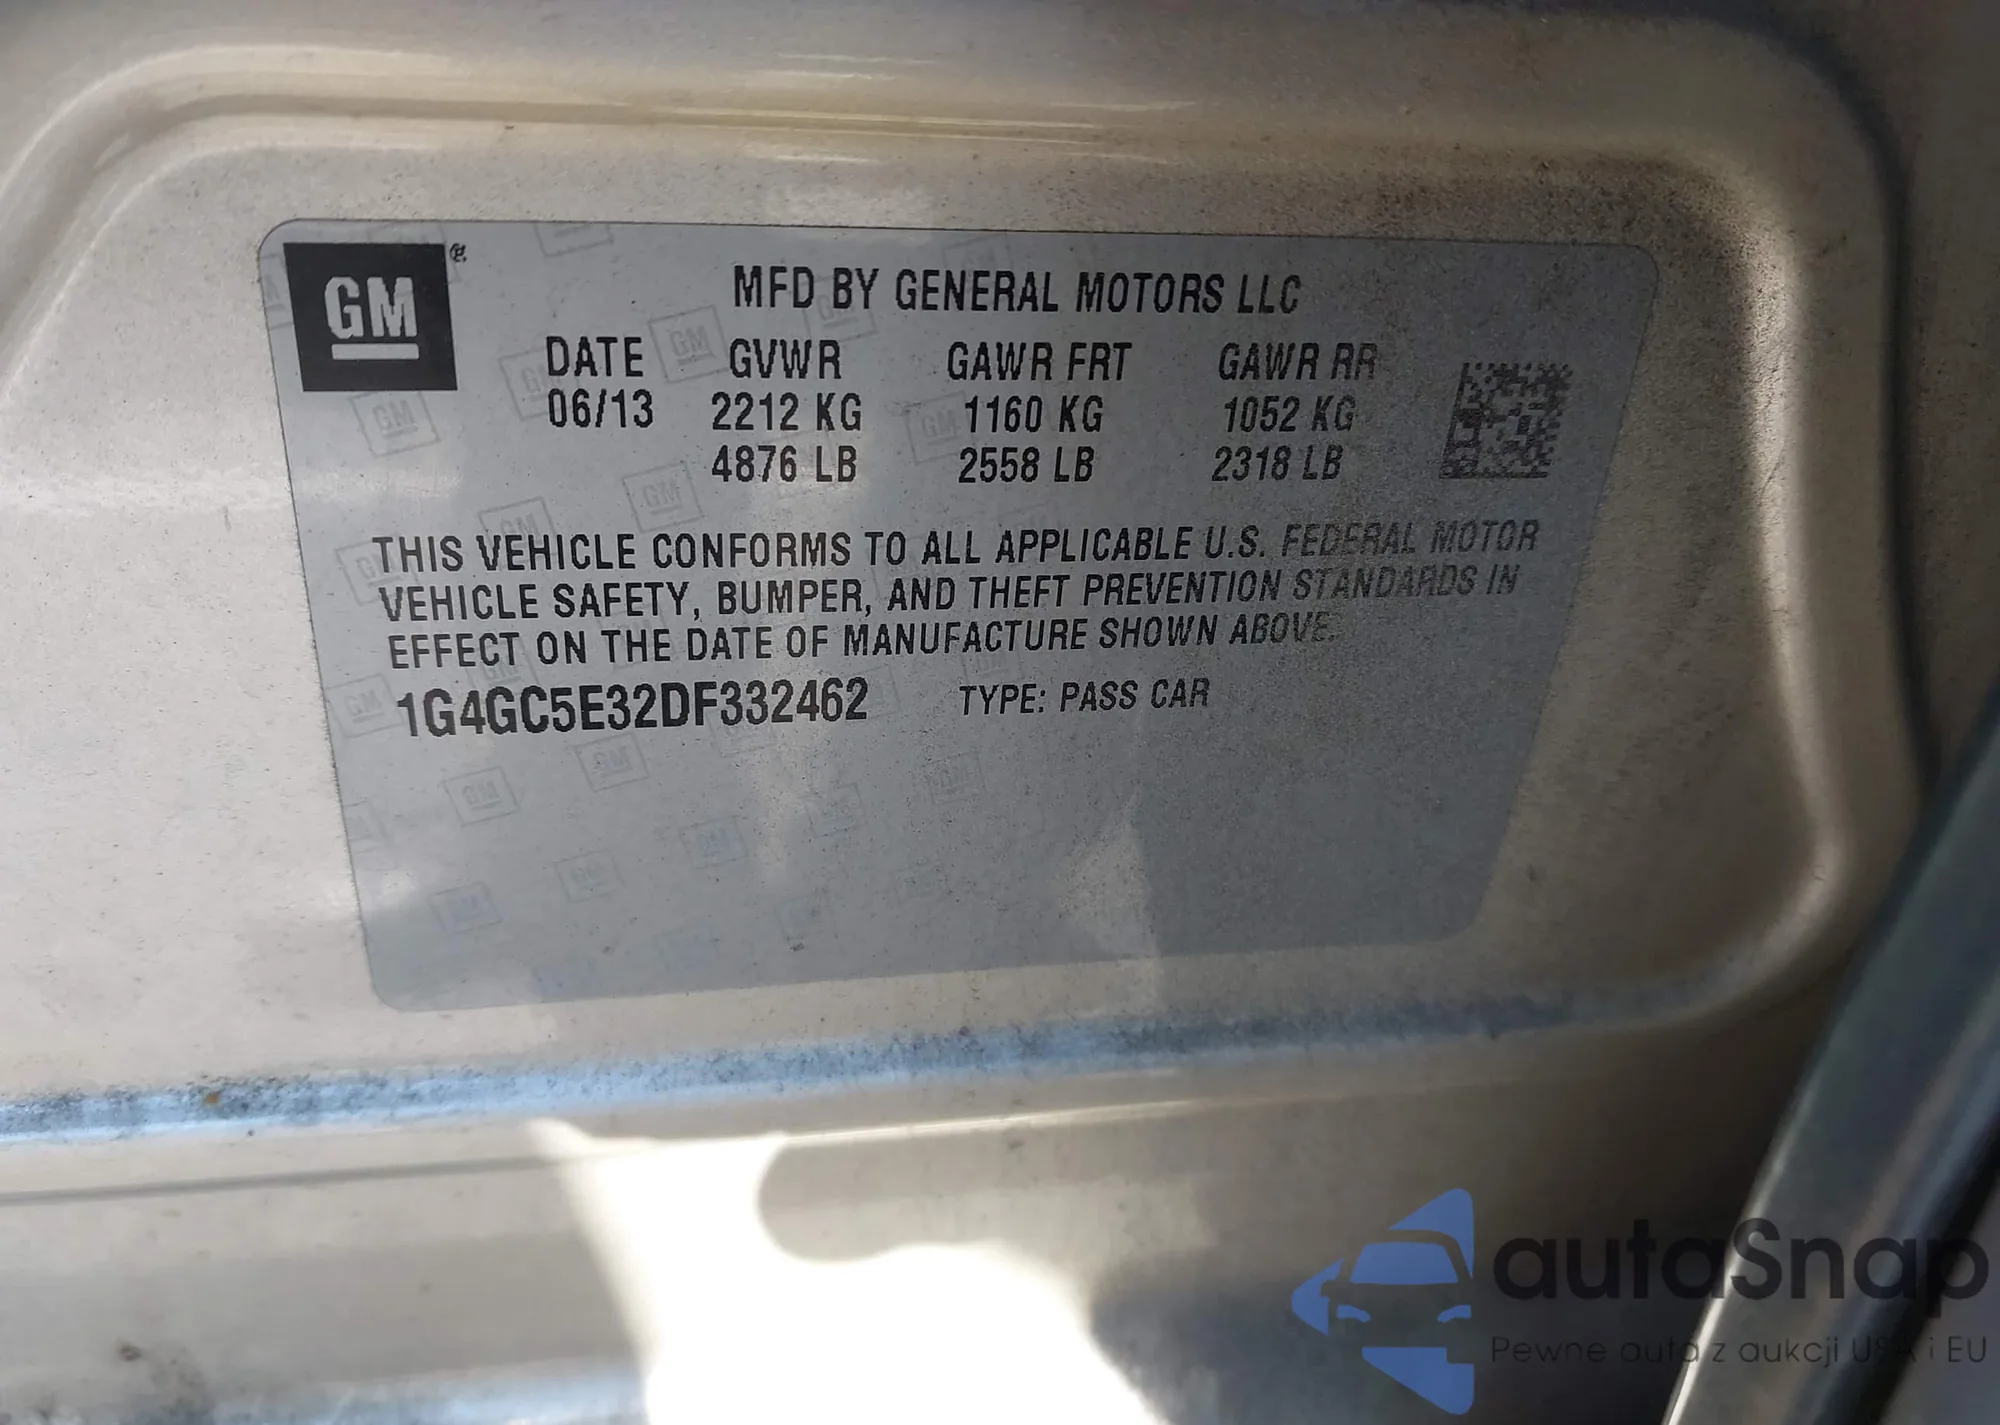 GM®
MFD BY GENERAL MOTORS LLC
DATE GVWR GAWR FRT GAWR RR
06/13 2212 KG 1160 KG 1052 KG
4876 LB 2558 LB 2318 LB
THIS VEHICLE CONFORMS TO ALL APPLICABLE U.S. FEDERAL MOTOR
VEHICLE SAFETY, BUMPER, AND THEFT PREVENTION STANDARDS IN
EFFECT ON THE DATE OF MANUFACTURE SHOWN ABOVE.
1G4GC5E32DF332462 TYPE: PASS CAR
autaSnap
Pewne auta z aukcji USA i EU